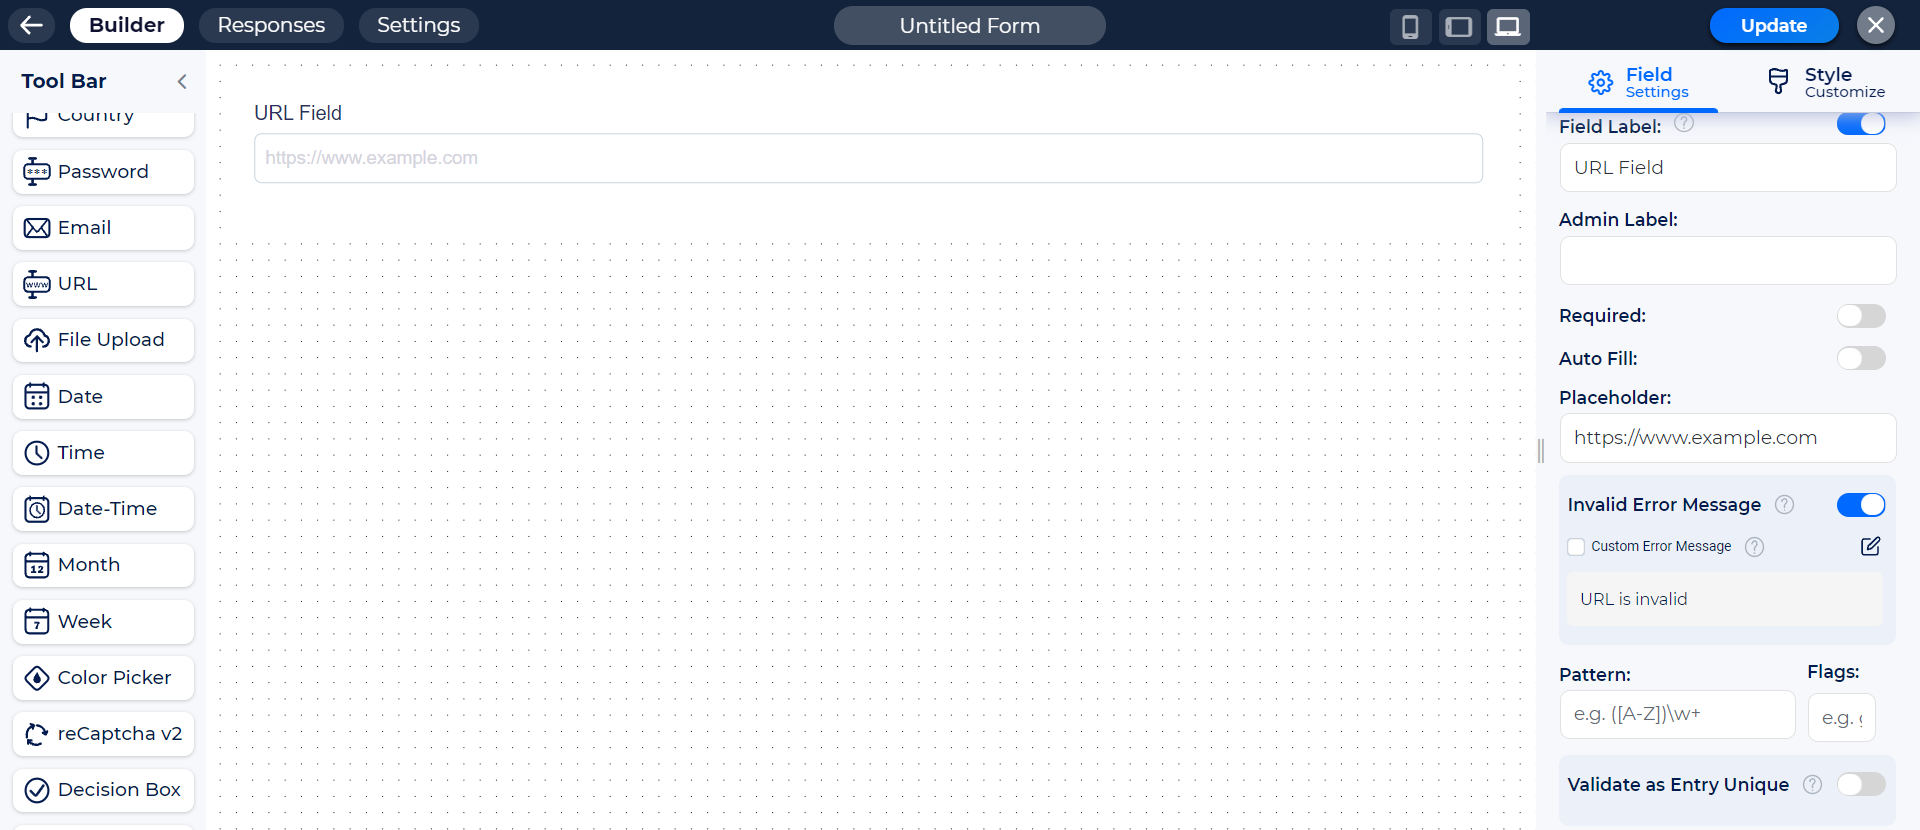 Builder
Responses
Settings
Untitled Form
Update
Tool Bar
Country
Password
Email
URL
File Upload
Date
Time
Date-Time
Month
Week
Color Picker
reCaptcha v2
Decision Box
URL Field
https://www.example.com
Field
Settings
Style
Customize
Field Label:
URL Field
Admin Label:
Required:
Auto Fill:
Placeholder:
https://www.example.com
Invalid Error Message
Custom Error Message
URL is invalid
Pattern:
Flags:
e.g. ([A-Z])\w+
e.g.
Validate as Entry Unique